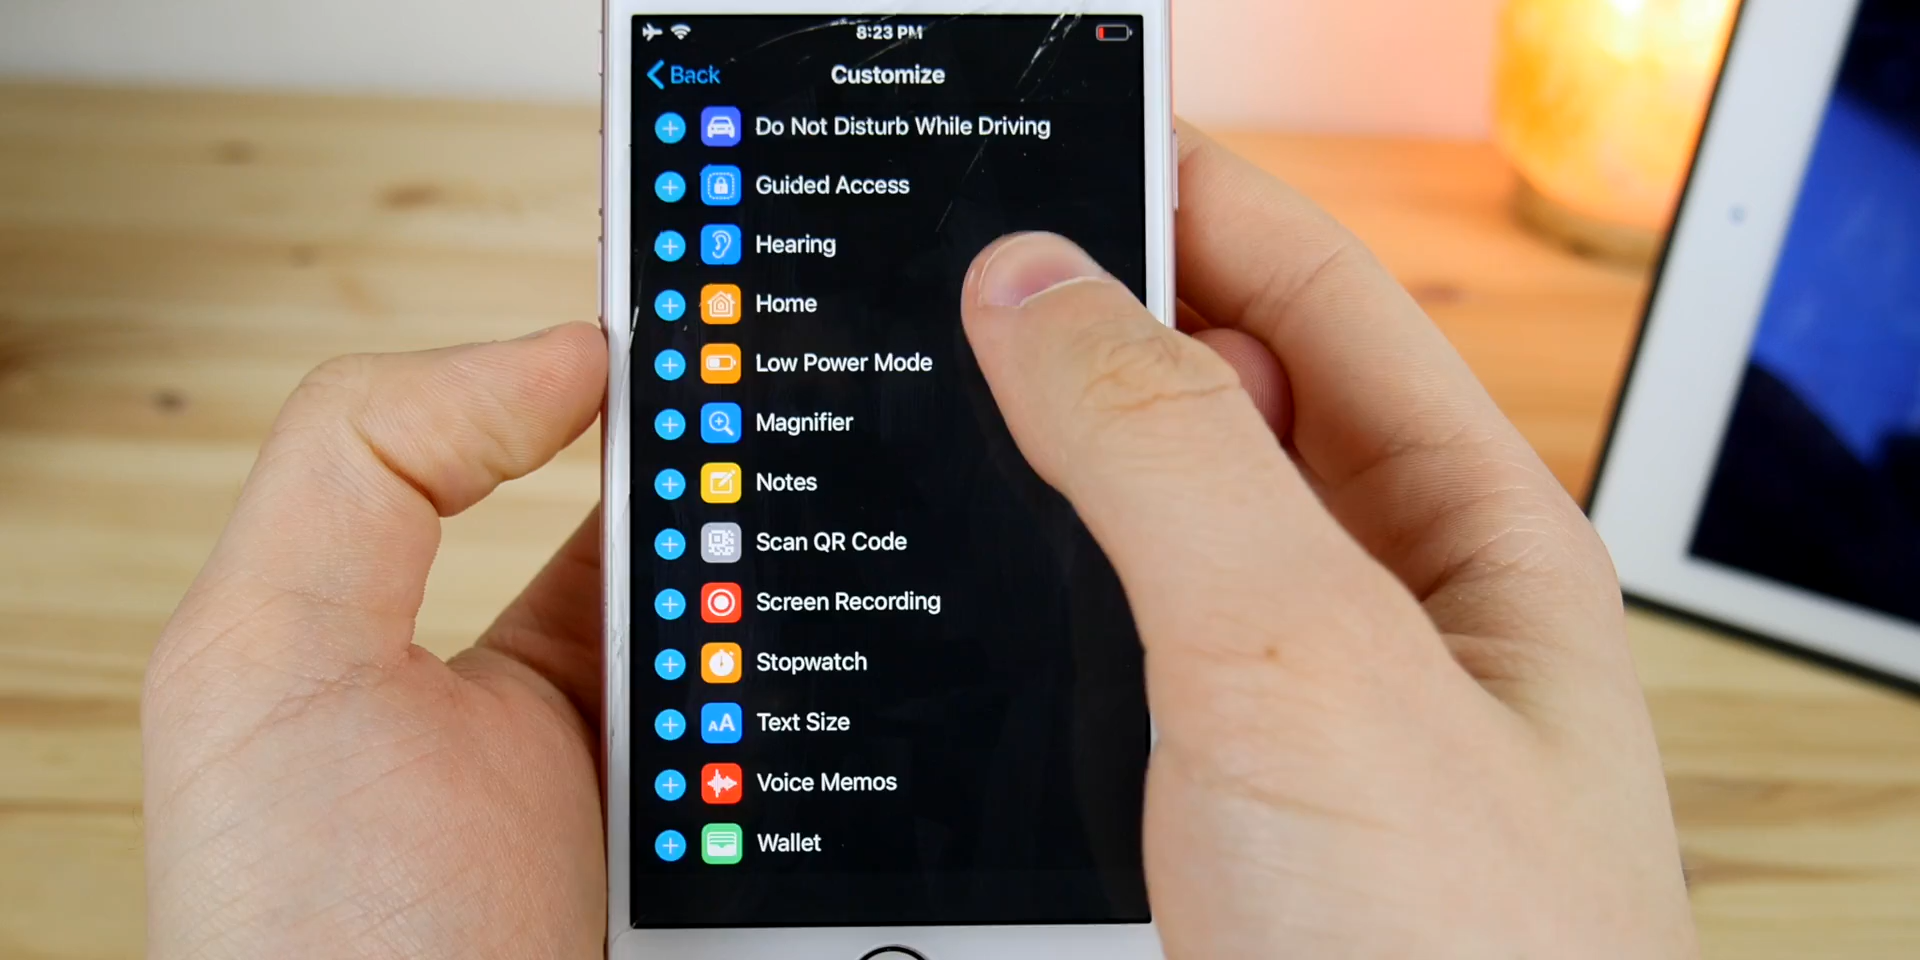 8:23 PM
Back
Customize
Do Not Disturb While Driving
Guided Access
Hearing
Home
Low Power Mode
Magnifier
Notes
Scan QR Code
Screen Recording
Stopwatch
AA Text Size
Voice Memos
Wallet